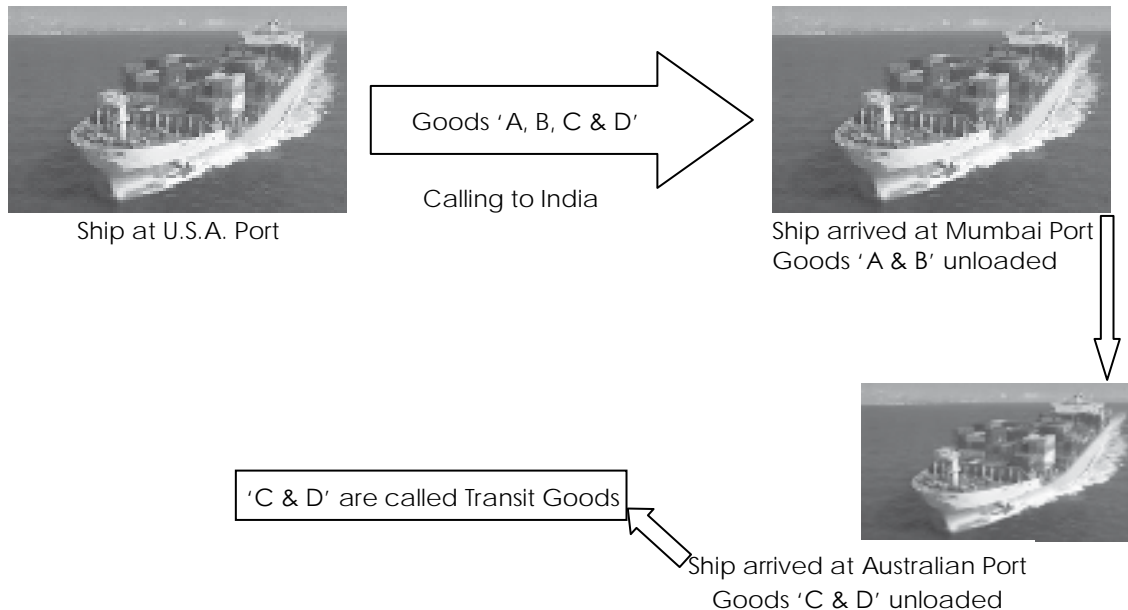 Goods ‘A, B, C & D’
Calling to India
Ship at U.S.A. Port
Ship arrived at Mumbai Port
Goods ‘A & B’ unloaded
‘C & D’ are called Transit Goods
Ship arrived at Australian Port
Goods ‘C & D’ unloaded